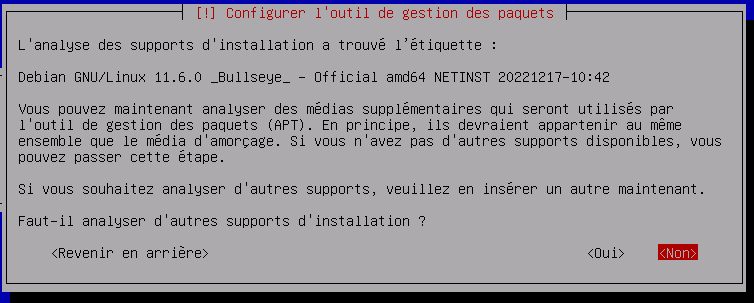 [!] Configurer l'outil de gestion des paquets
L'analyse des supports d'installation a trouvé l’étiquette :
Debian GNU/Linux 11.6.0 _Bullseye_ - Official amd64 NETINST 20221217-10:42
Vous pouvez maintenant analyser des médias supplémentaires qui seront utilisés par
l'outil de gestion des paquets (APT). En principe, ils devraient appartenir au même
ensemble que le média d'amorçage. Si vous n'avez pas d'autres supports disponibles, vous
pouvez passer cette étape.
Si vous souhaitez analyser d'autres supports, veuillez en insérer un autre maintenant.
Faut-il analyser d'autres supports d'installation ?
<Revenir en arrière> <Oui> <Non>